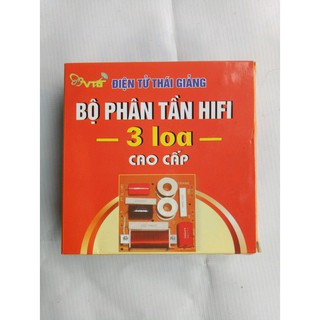 VTG ĐIỆN TỬ THÁI GIẢNG
BỘ PHÂN TẦN HIFI
3 loa
CAO CẤP